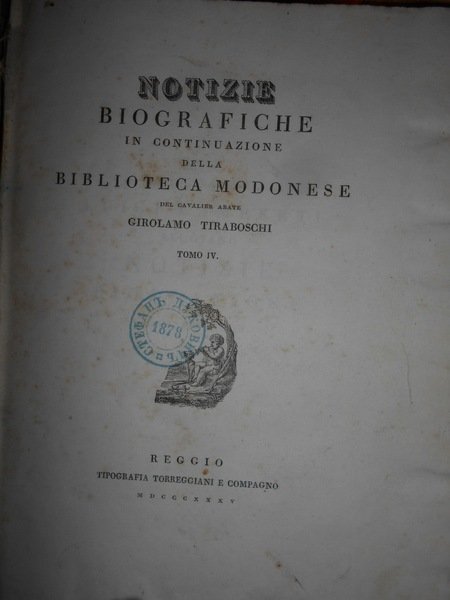 NOTIZIE
BIOGRAFICHE
IN CONTINUAZIONE
DELLA
BIBLIOTECA MODONESE
DEL CAVALIER ABATE
GIROLAMO TIRABOSCHI
TOMO IV.
СТЕФАНЪ
1878
REGGIO
TIPOGRAFIA TORREGGIANI E COMPAGNO
MDCCCXXXV